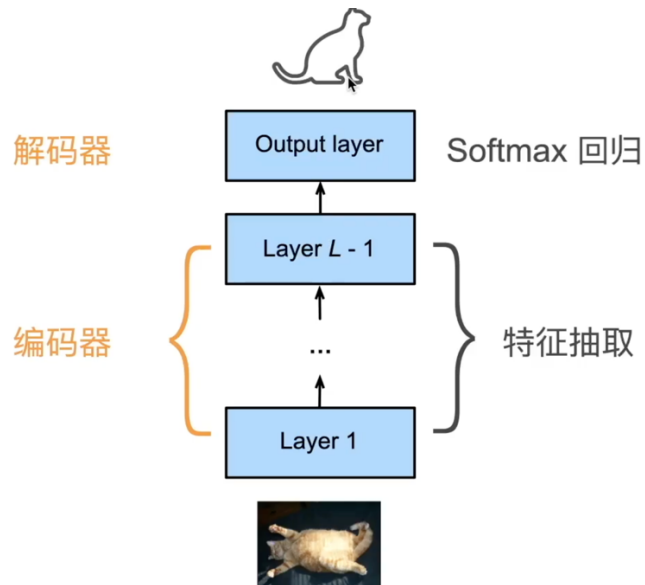 解码器
Output layer
Softmax 回归
Layer L - 1
编码器
...
特征抽取
Layer 1